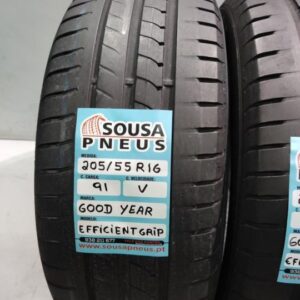 SOUSA
PNEUS
MEDIDA:
205/55 R16
C. CARGA: C. VELOCIDADE:
91 V
MARCA:
GOOD YEAR
MODELO:
EFFICIENTGRIP
www.sousapneus.pt